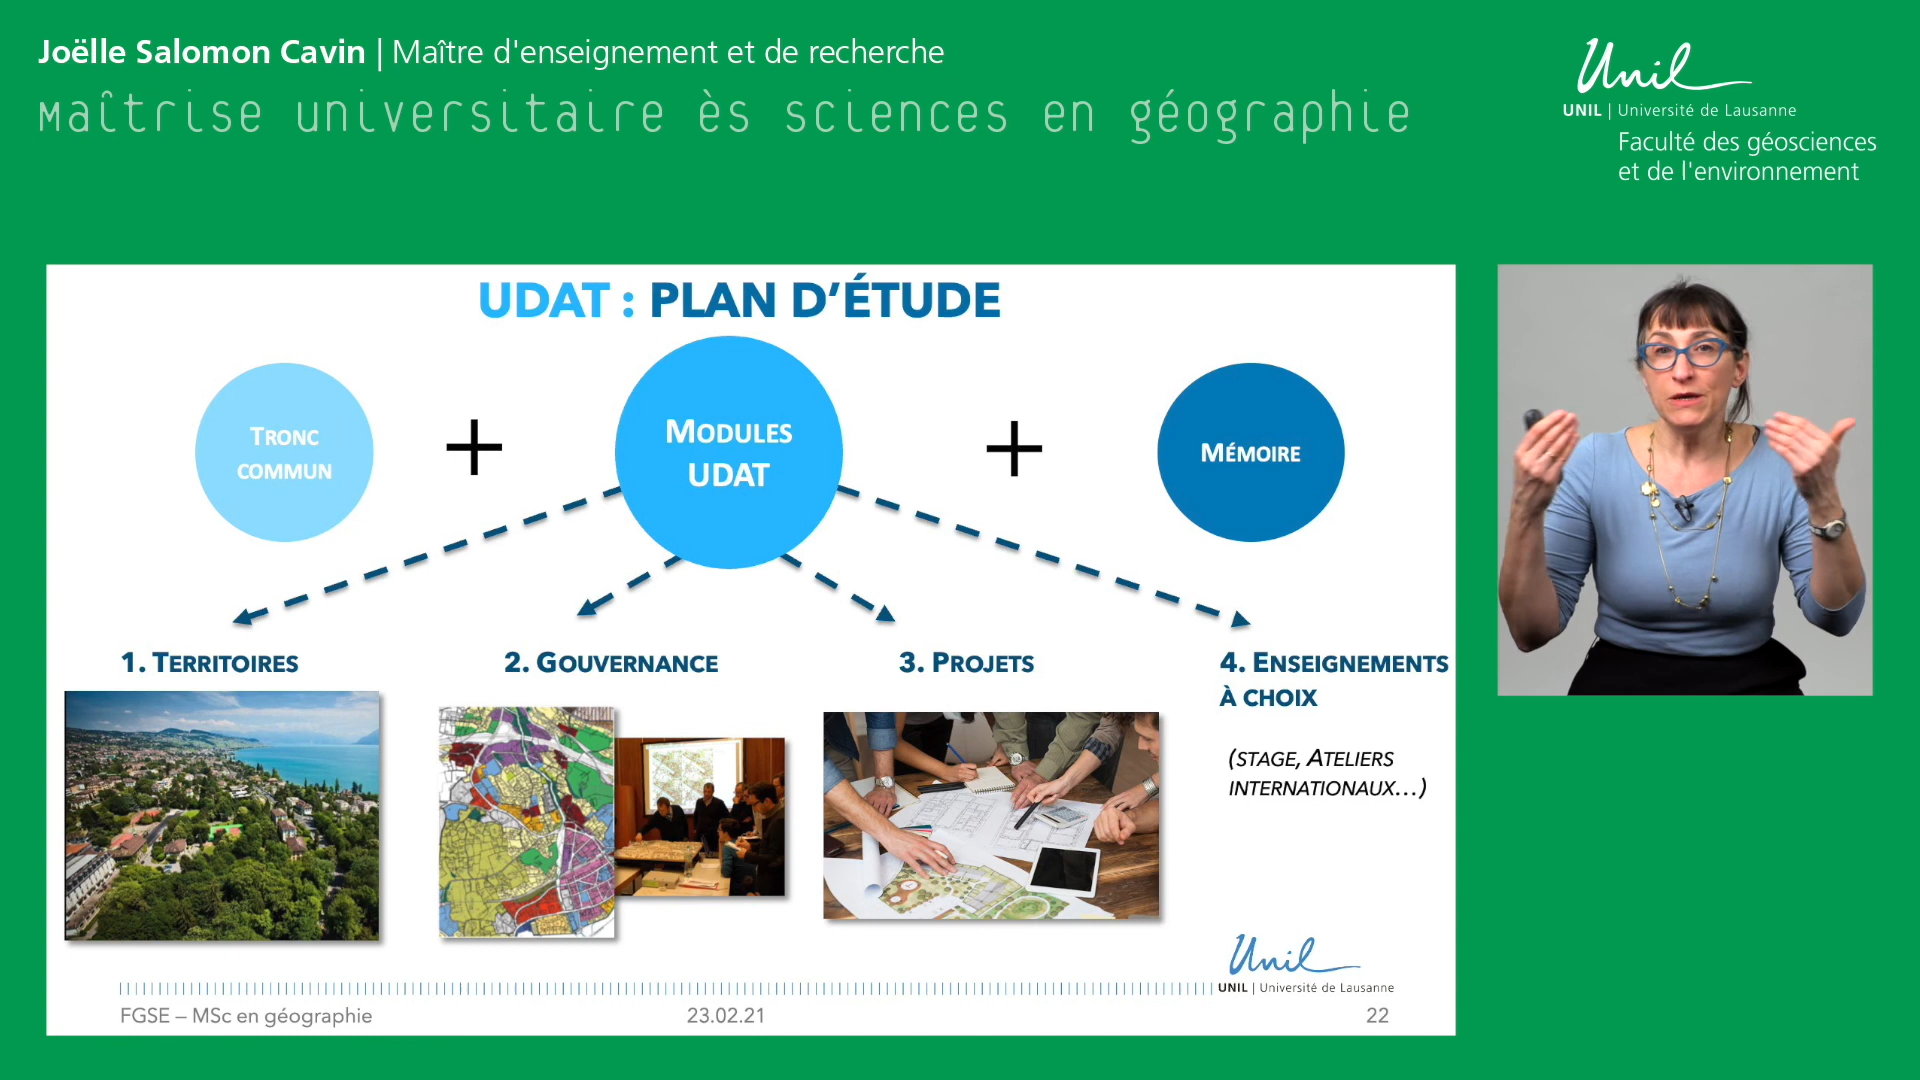 Joëlle Salomon Cavin | Maître d'enseignement et de recherche
Maîtrise universitaire ès sciences en géographie
Unil
UNIL | Université de Lausanne
Faculté des géosciences
et de l'environnement
UDAT : PLAN D'ÉTUDE
TRONC
COMMUN
+
MODULES
UDAT
+
MÉMOIRE
1. TERRITOIRES
2. GOUVERNANCE
3. PROJETS
4. ENSEIGNEMENTS
À CHOIX
(STAGE, ATELIERS
INTERNATIONAUX...)
Unil
UNIL | Université de Lausanne
FGSE – MSc en géographie
23.02.21
22